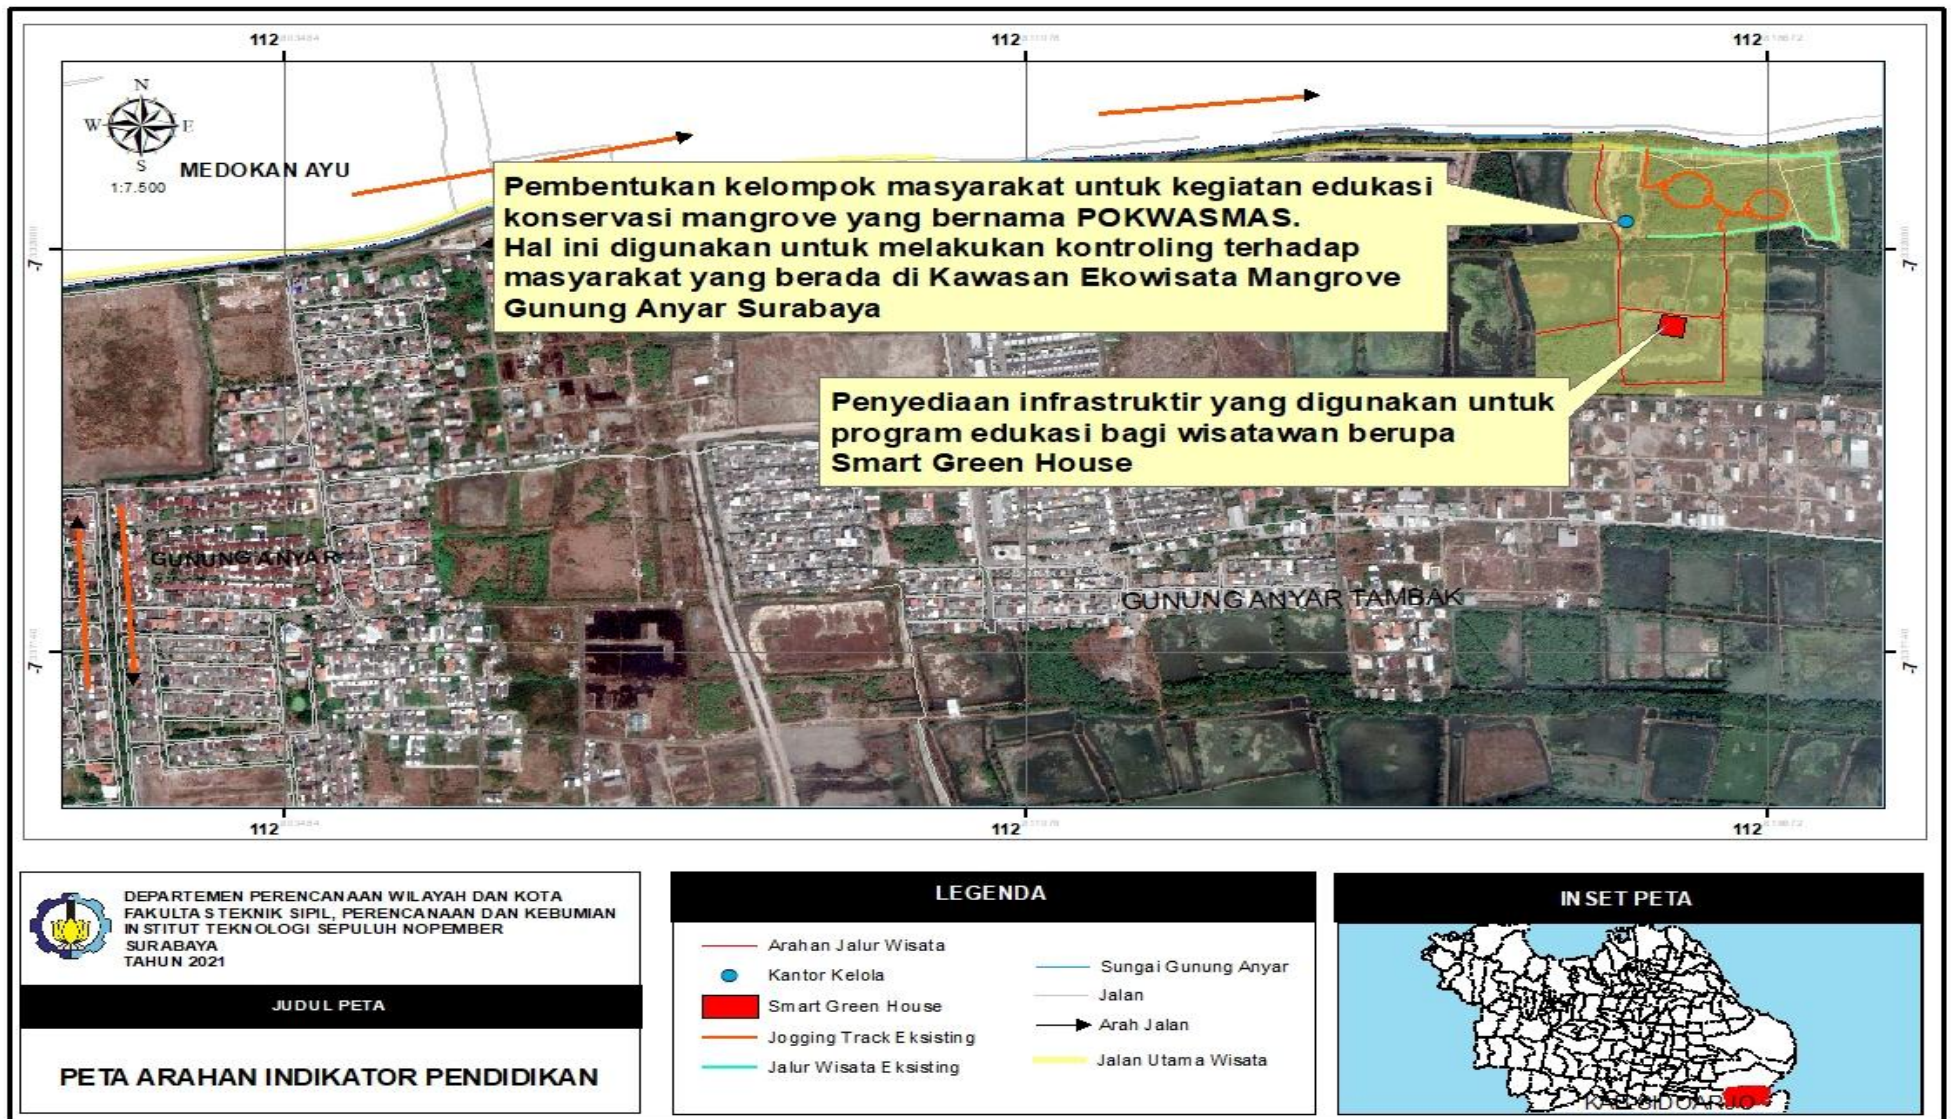 112 112 112
N
W E
S
1:7.500
MEDOKAN AYU
Pembentukan kelompok masyarakat untuk kegiatan edukasi
konservasi mangrove yang bernama POKWASMAS.
Hal ini digunakan untuk melakukan kontroling terhadap
masyarakat yang berada di Kawasan Ekowisata Mangrove
Gunung Anyar Surabaya
-7 -7
Penyediaan infrastruktir yang digunakan untuk
program edukasi bagi wisatawan berupa
Smart Green House
GUNUNG ANYAR
GUNUNG ANYAR TAMBAK
-7 -7
112 112 112
DEPARTEMEN PERENCANAAN WILAYAH DAN KOTA
FAKULTAS TEKNIK SIPIL, PERENCANAAN DAN KEBUMIAN
INSTITUT TEKNOLOGI SEPULUH NOPEMBER
SURABAYA
TAHUN 2021
JUDUL PETA
PETA ARAHAN INDIKATOR PENDIDIKAN
LEGENDA
Arahan Jalur Wisata
Kantor Kelola
Smart Green House
Jogging Track Eksisting
Jalur Wisata Eksisting
Sungai Gunung Anyar
Jalan
Arah Jalan
Jalan Utama Wisata
INSET PETA
KAB SIDOARJO